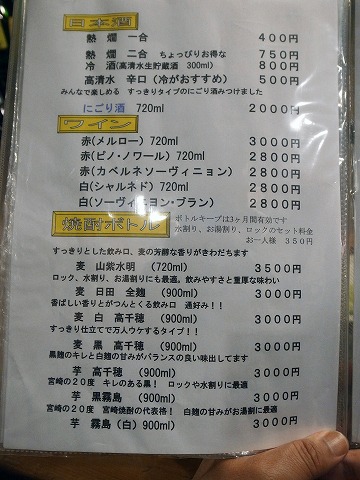 日本酒
熱燗 一合 400円
熱燗 二合 ちょっぴりお得な 750円
冷酒(高清水生貯蔵酒 300ml) 800円
高清水 辛口 (冷がおすすめ) 500円
みんなで楽しめる すっきりタイプのにごり酒みつけました
にごり酒 720ml 2000円
ワイン
赤(メルロー) 720ml 3000円
赤(ピノ・ノワール) 720ml 2800円
赤(カベルネソーヴィニョン) 2800円
白(シャルネド) 720ml 2800円
白(ソーヴィニヨン・ブラン) 2800円
焼酎ボトル
ボトルキープは3ヶ月間有効です
水割り、お湯割り、ロックのセット料金
お一人様 350円
すっきりとした飲み口、麦の芳醇な香りがきわだちます
麦 山紫水明 (720ml) 3500円
ロック、水割り、お湯割りにも最適。飲みやすさと重厚な味わい
麦 日田 全麹 (900ml) 3000円
香ばしい香りとがつんとくる飲み口 通好み!!
麦 白 高千穂 (900ml) 3000円
すっきり仕立てで万人ウケするタイプ!!
麦 黒 高千穂 (900ml) 3000円
黒麹のキレと白麹の甘みがバランスの良い味出してます
芋 高千穂 (900ml) 3000円
宮崎の20度 キレのある黒! ロックや水割に最適
芋 黒霧島 (900ml) 3000円
宮崎の20度 宮崎焼酎の代表格! 白麹の甘みがお湯割に最適
芋 霧島(白)900ml) 3000円